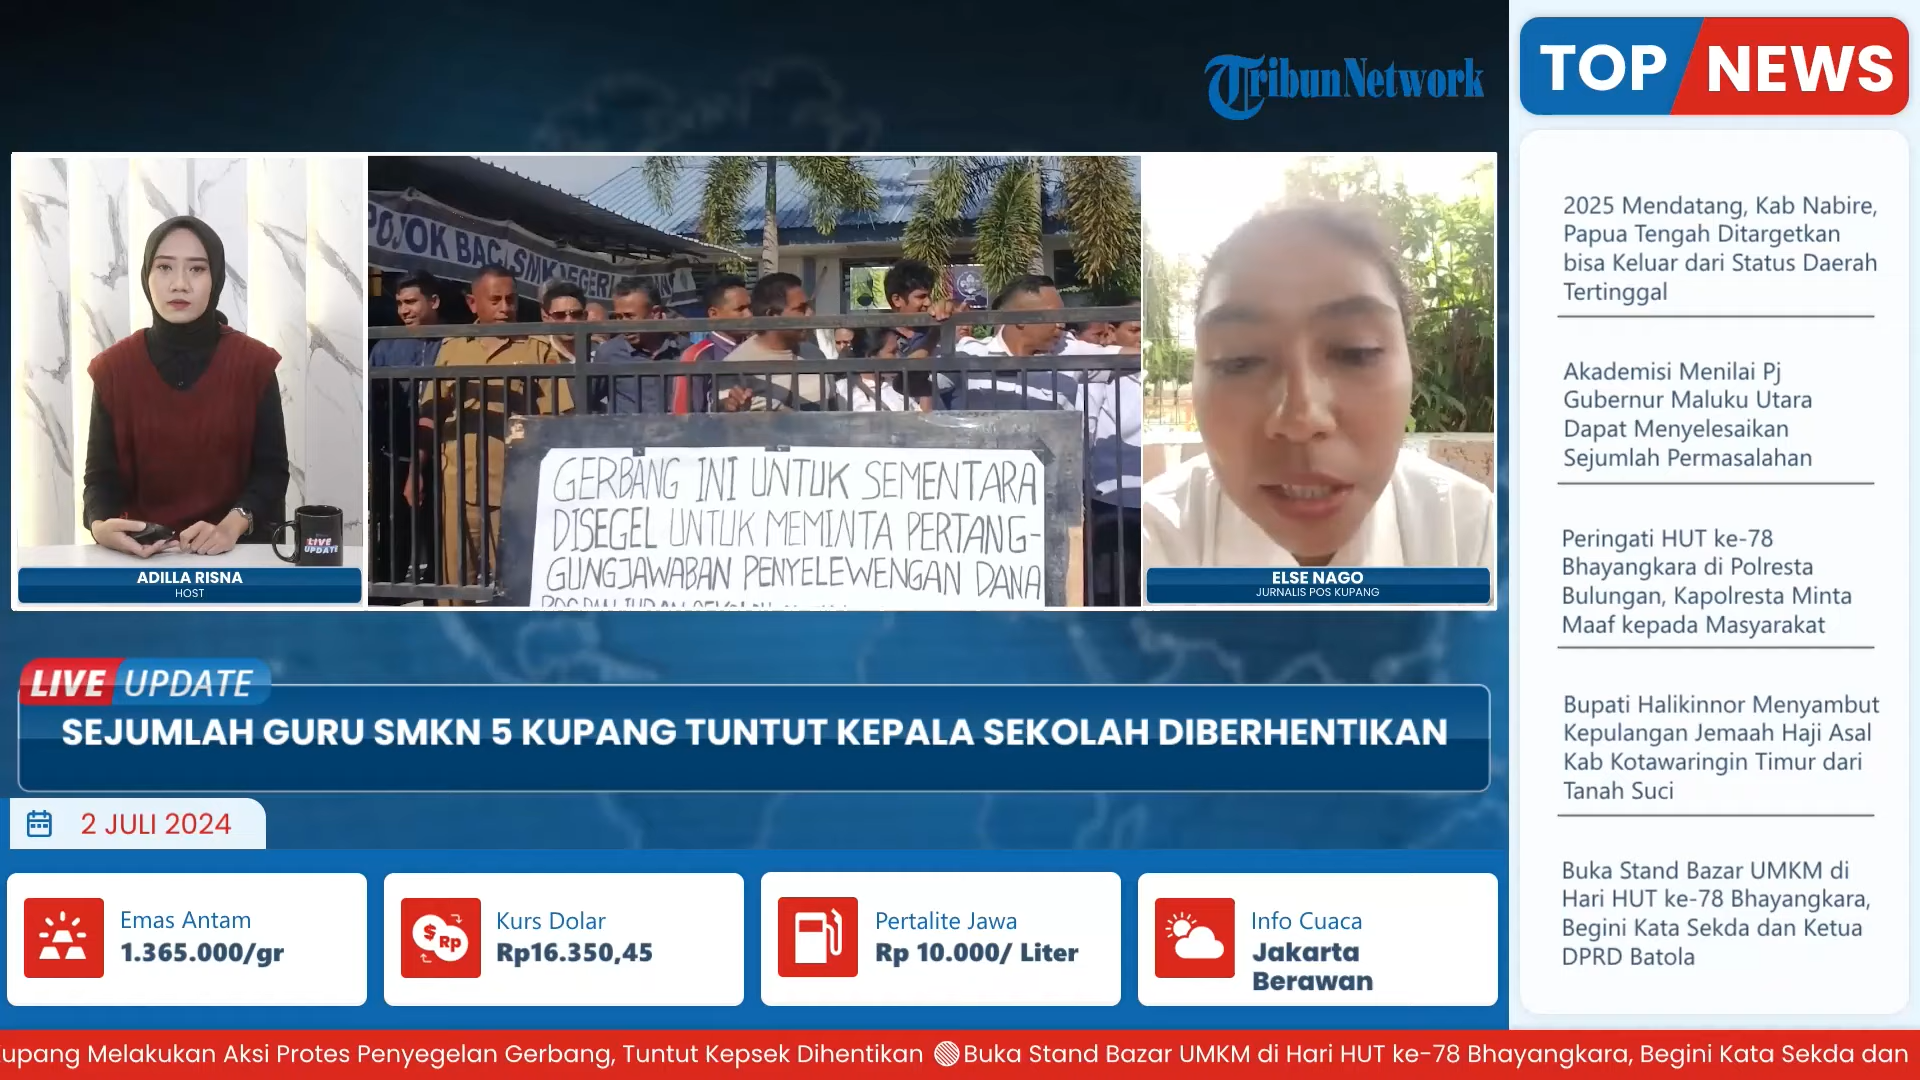 TribunNetwork
TOP NEWS
POJOK BACA SMK NEGERI
GERBANG INI UNTUK SEMENTARA
DISEGEL UNTUK MEMINTA PERTANG-
GUNGJAWABAN PENYELEWENGAN DANA
LIVE
UPDATE
ADILLA RISNA
HOST
ELSE NAGO
JURNALIS POS KUPANG
LIVE UPDATE
SEJUMLAH GURU SMKN 5 KUPANG TUNTUT KEPALA SEKOLAH DIBERHENTIKAN
2 JULI 2024
Emas Antam
1.365.000/gr
$ Rp
Kurs Dolar
Rp16.350,45
Pertalite Jawa
Rp 10.000/ Liter
Info Cuaca
Jakarta
Berawan
2025 Mendatang, Kab Nabire,
Papua Tengah Ditargetkan
bisa Keluar dari Status Daerah
Tertinggal
Akademisi Menilai Pj
Gubernur Maluku Utara
Dapat Menyelesaikan
Sejumlah Permasalahan
Peringati HUT ke-78
Bhayangkara di Polresta
Bulungan, Kapolresta Minta
Maaf kepada Masyarakat
Bupati Halikinnor Menyambut
Kepulangan Jemaah Haji Asal
Kab Kotawaringin Timur dari
Tanah Suci
Buka Stand Bazar UMKM di
Hari HUT ke-78 Bhayangkara,
Begini Kata Sekda dan Ketua
DPRD Batola
upang Melakukan Aksi Protes Penyegelan Gerbang, Tuntut Kepsek Dihentikan Buka Stand Bazar UMKM di Hari HUT ke-78 Bhayangkara, Begini Kata Sekda dan